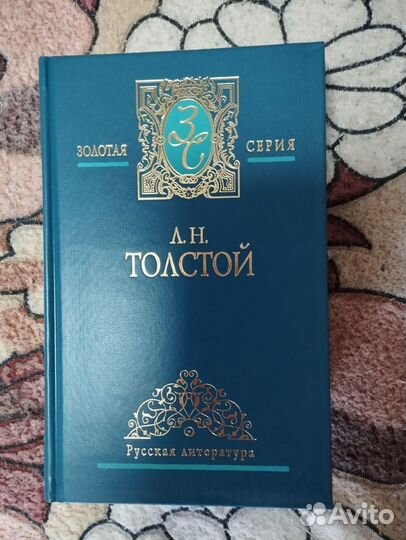 ЗС
ЗОЛОТАЯ СЕРИЯ
Л.Н.
ТОЛСТОЙ
Русская литература
Avito